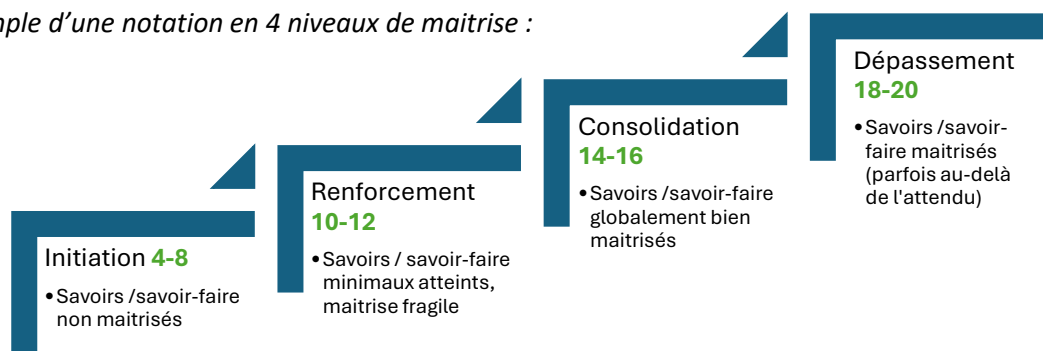 d’une notation en 4 niveaux de maitrise :
Initiation 4-8
•Savoirs /savoir-faire
non maitrisés
Renforcement
10-12
•Savoirs / savoir-faire
minimaux atteints,
maitrise fragile
Consolidation
14-16
•Savoirs /savoir-faire
globalement bien
maitrisés
Dépassement
18-20
•Savoirs /savoir-
faire maitrisés
(parfois au-delà
de l'attendu)